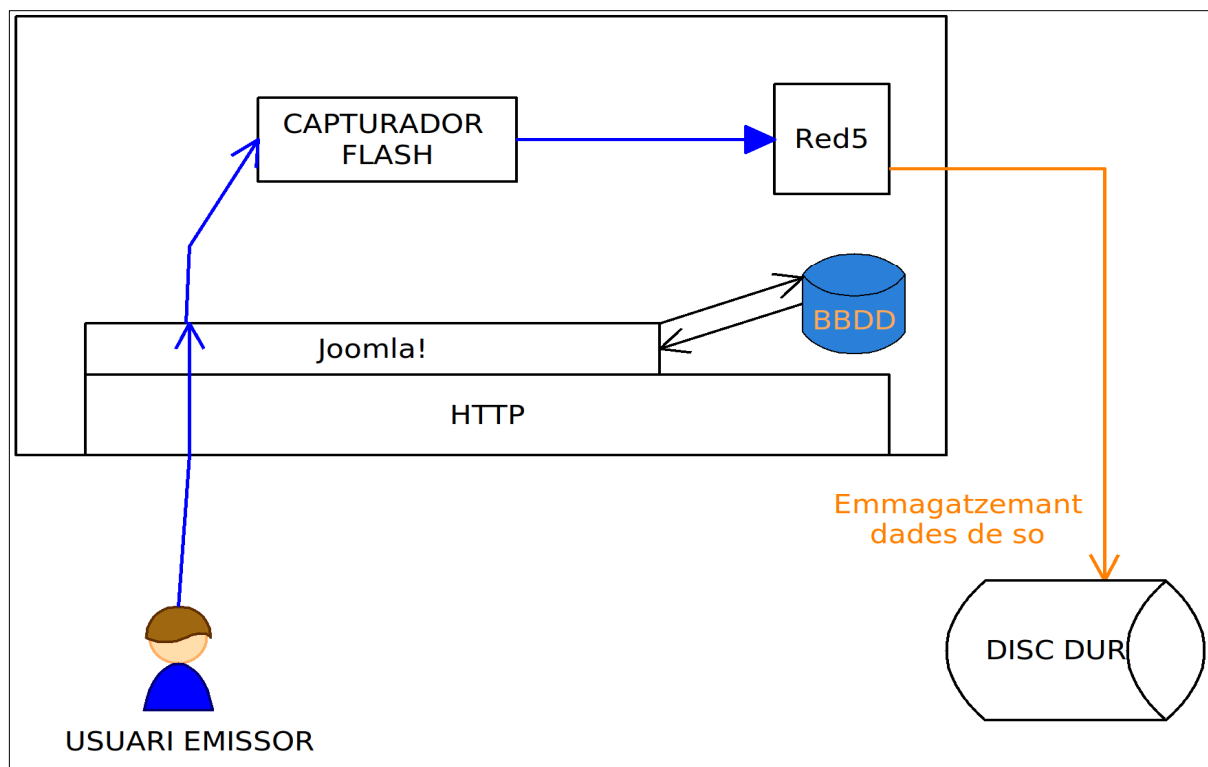 CAPTURADOR
FLASH
Red5
BBDD
Joomla!
HTTP
Emmagatzemant
dades de so
DISC DUR
USUARI EMISSOR